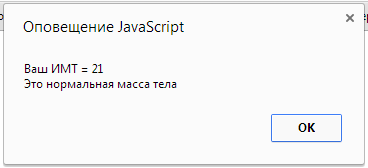 Оповещение JavaScript
Ваш ИМТ = 21
Это нормальная масса тела
OK